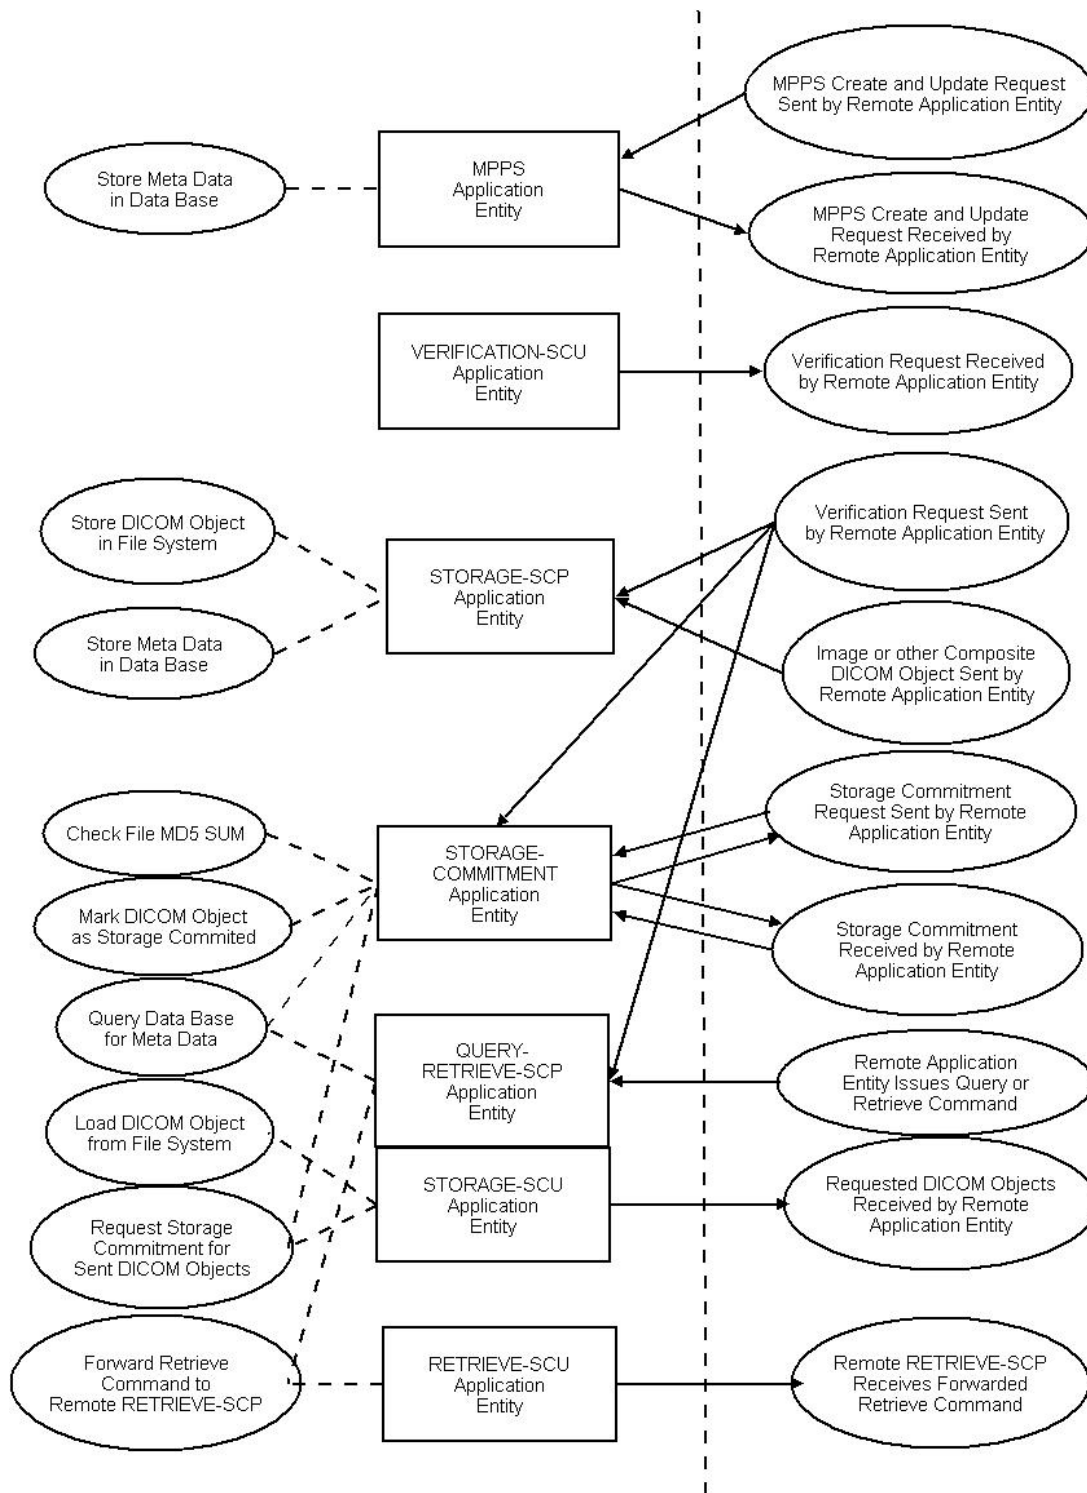 MPPS Create and Update Request
Sent by Remote Application Entity
MPPS
Application
Entity
Store Meta Data
in Data Base
MPPS Create and Update
Request Received by
Remote Application Entity
VERIFICATION-SCU
Application
Entity
Verification Request Received
by Remote Application Entity
Store DICOM Object
in File System
Verification Request Sent
by Remote Application Entity
STORAGE-SCP
Application
Entity
Store Meta Data
in Data Base
Image or other Composite
DICOM Object Sent by
Remote Application Entity
Check File MD5 SUM
STORAGE-
COMMITMENT
Application
Entity
Storage Commitment
Request Sent by Remote
Application Entity
Mark DICOM Object
as Storage Commited
Storage Commitment
Received by Remote
Application Entity
Query Data Base
for Meta Data
QUERY-
RETRIEVE-SCP
Application
Entity
Remote Application
Entity Issues Query or
Retrieve Command
Load DICOM Object
from File System
STORAGE-SCU
Application
Entity
Requested DICOM Objects
Received by Remote
Application Entity
Request Storage
Commitment for
Sent DICOM Objects
Forward Retrieve
Command to
Remote RETRIEVE-SCP
RETRIEVE-SCU
Application
Entity
Remote RETRIEVE-SCP
Receives Forwarded
Retrieve Command